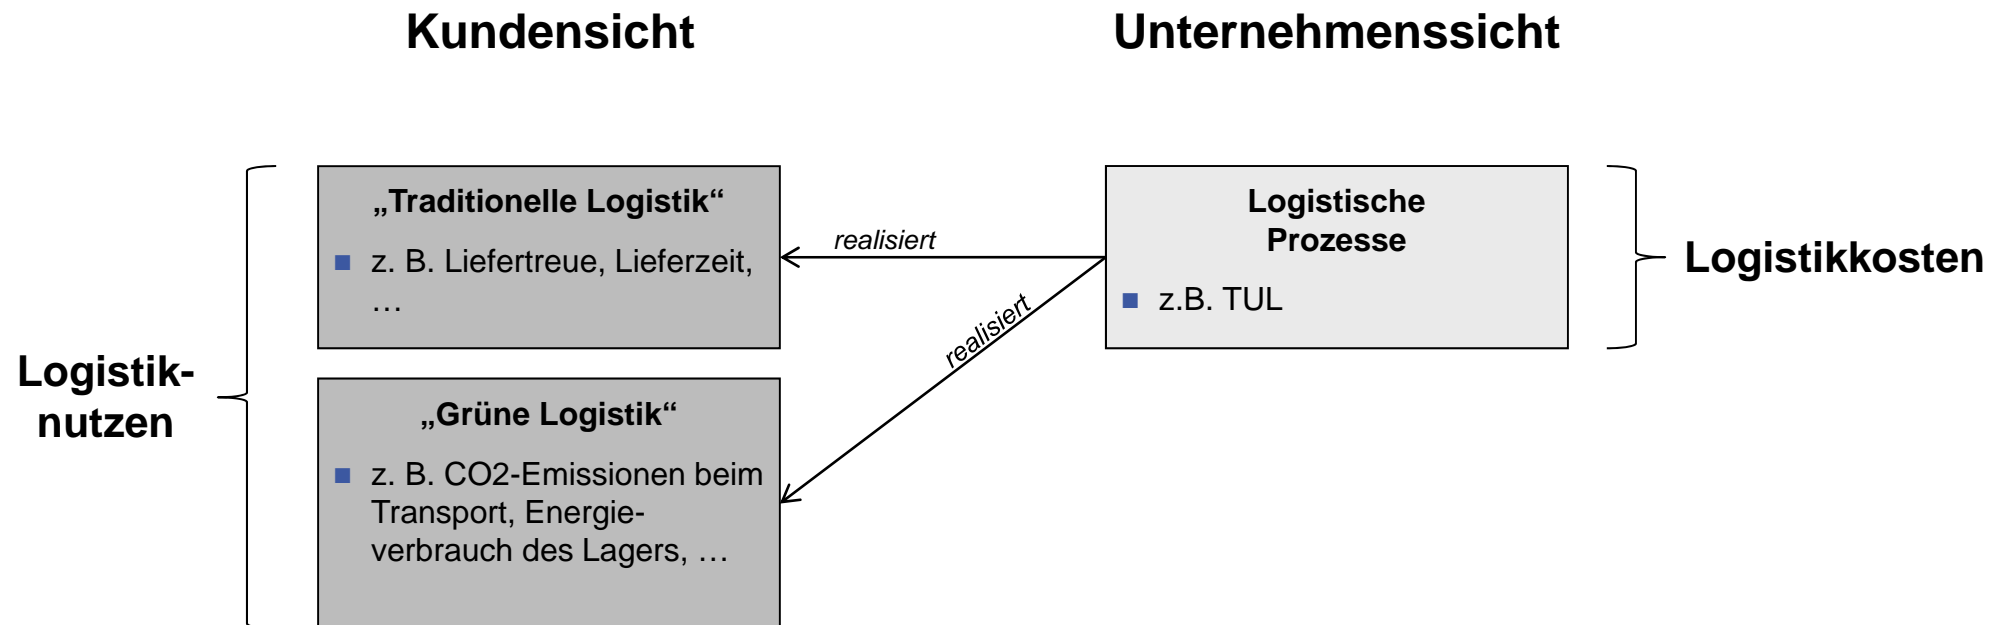 Kundensicht
Unternehmenssicht
Logistik-
nutzen
„Traditionelle Logistik“
z. B. Liefertreue, Lieferzeit,
…
„Grüne Logistik“
z. B. CO2-Emissionen beim
Transport, Energie-
verbrauch des Lagers, …
realisiert
realisiert
Logistische
Prozesse
z.B. TUL
Logistikkosten